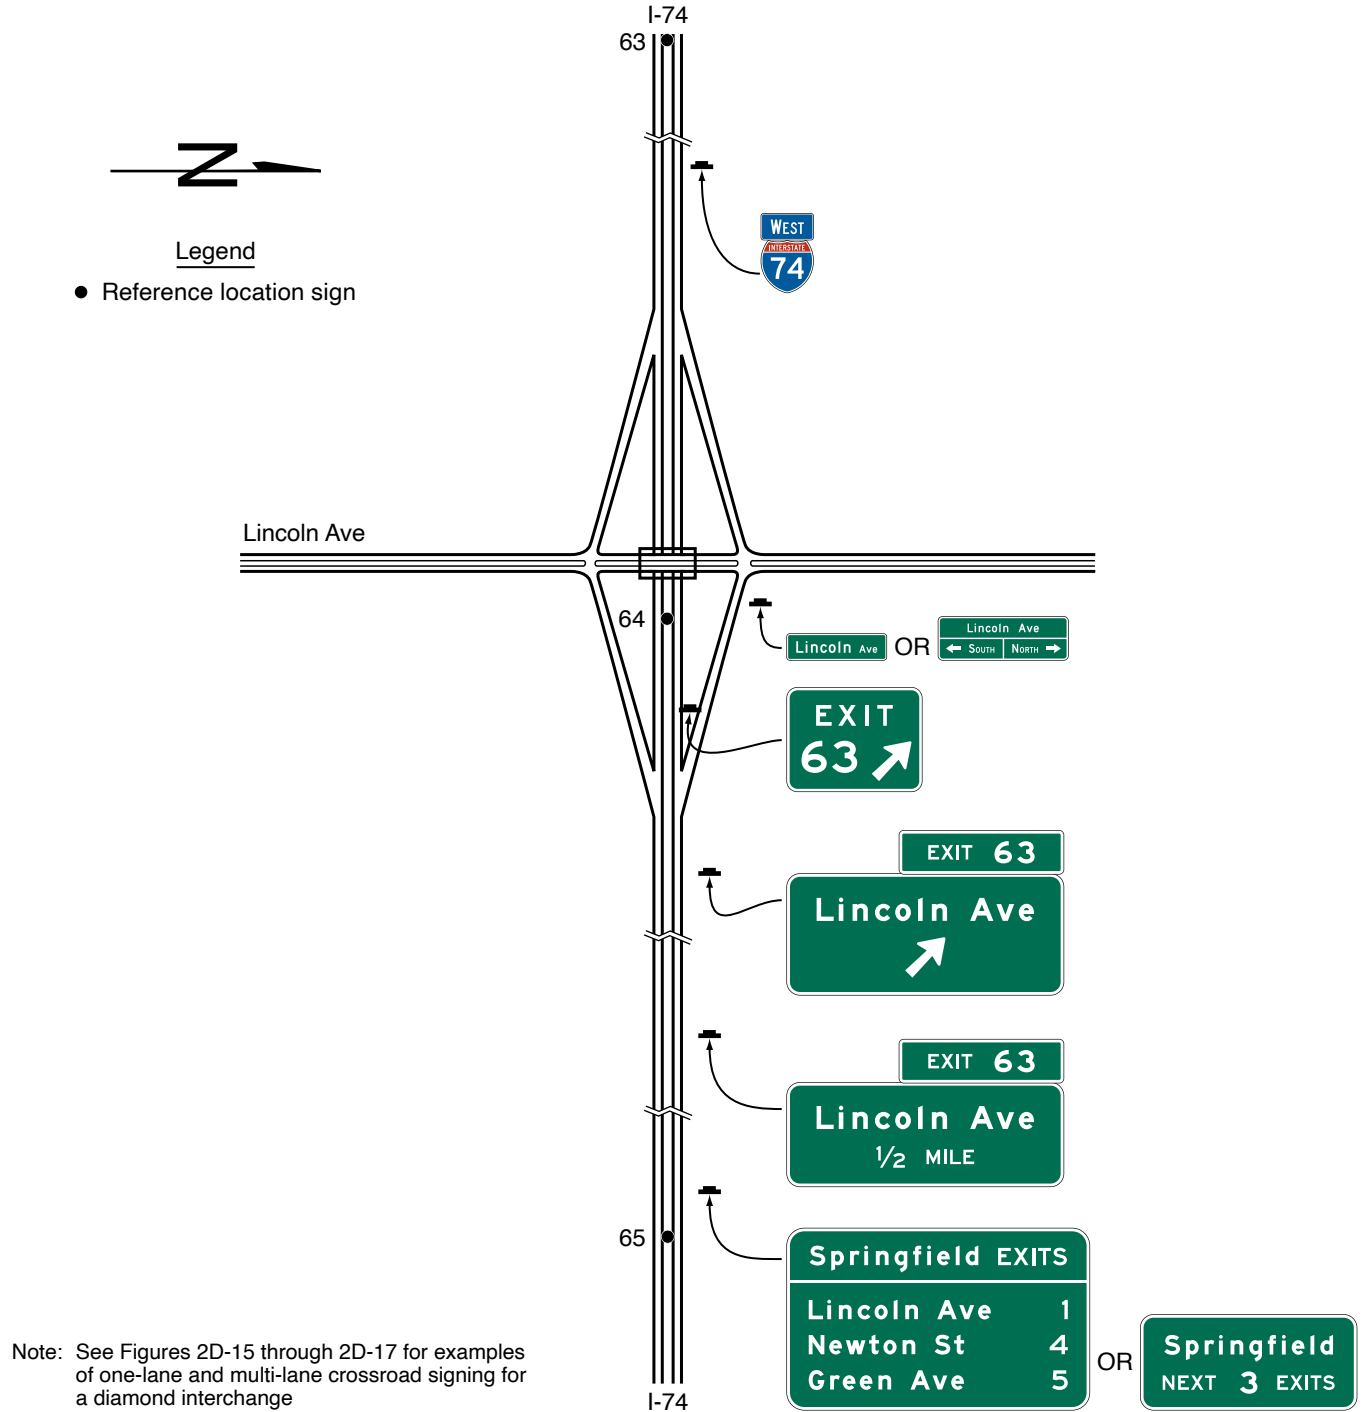 I-74
63
N
Legend
Reference location sign
WEST
INTERSTATE
74
Lincoln Ave
64
Lincoln Ave
OR
Lincoln Ave
SOUTH NORTH
EXIT
63
EXIT 63
Lincoln Ave
EXIT 63
Lincoln Ave
1/2 MILE
65
Springfield EXITS
Lincoln Ave 1
Newton St 4
Green Ave 5
OR
Springfield
NEXT 3 EXITS
Note: See Figures 2D-15 through 2D-17 for examples
of one-lane and multi-lane crossroad signing for
a diamond interchange
I-74